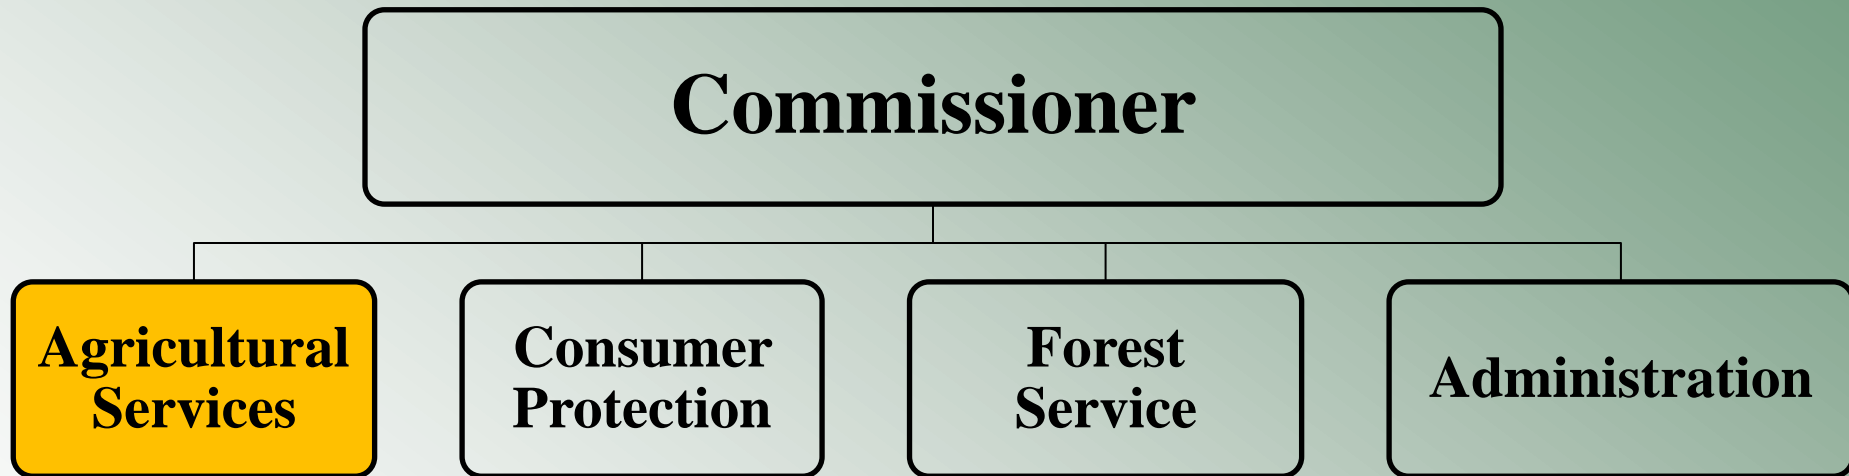 Commissioner
Agricultural
Services
Consumer
Protection
Forest
Service
Administration